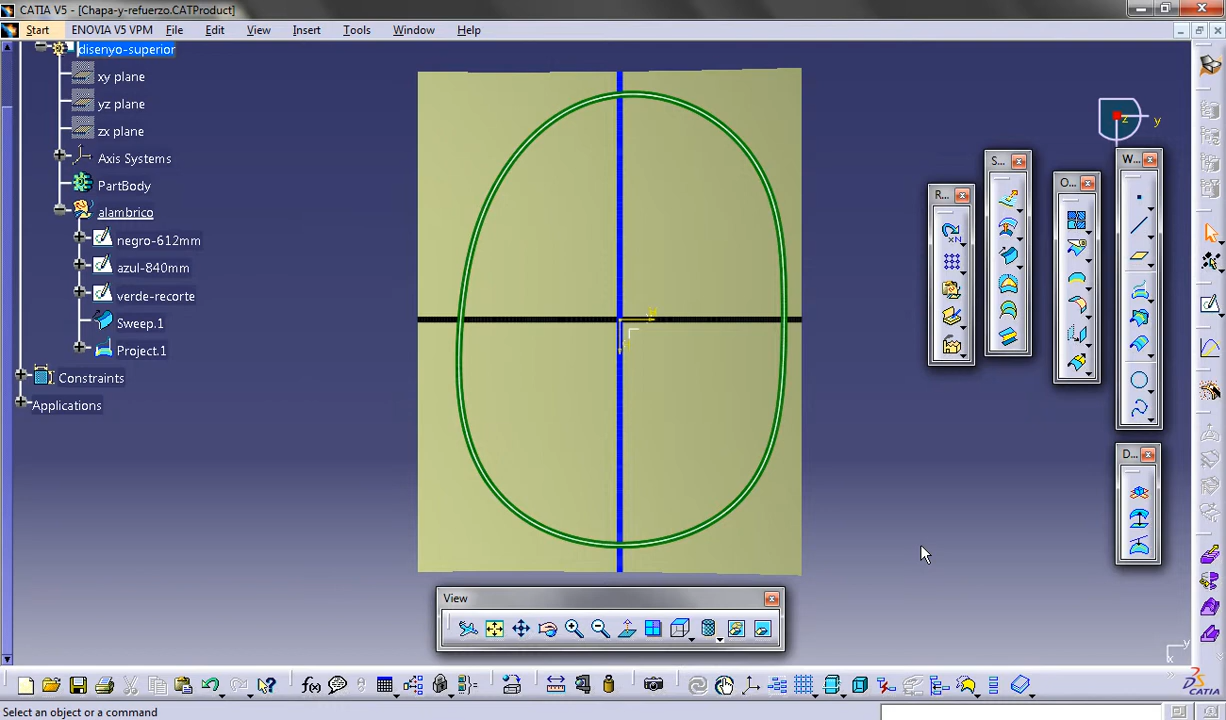 CATIA V5 - [Chapa-y-refuerzo.CATProduct]
Start ENOVIA V5 VPM File Edit View Insert Tools Window Help
disenyo-superior
xy plane
yz plane
zx plane
Axis Systems
PartBody
alambrico
negro-612mm
azul-840mm
verde-recorte
Sweep.1
Project.1
Constraints
Applications
z y
R...
S...
O...
W...
D...
View
f(x)
x y
CATIA
Select an object or a command